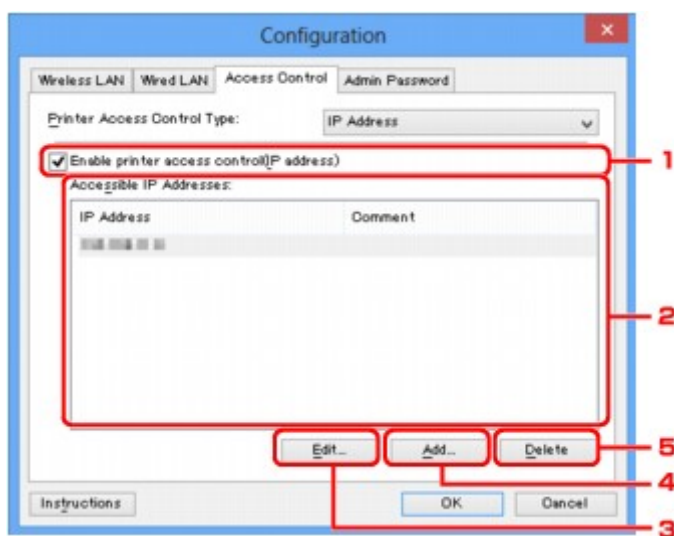 Configuration
Wireless LAN Wired LAN Access Control Admin Password
Printer Access Control Type: IP Address
Enable printer access control(IP address) 1
Accessible IP Addresses:
IP Address Comment
2
Edit... Add... Delete 5
4
Instructions OK Cancel
3